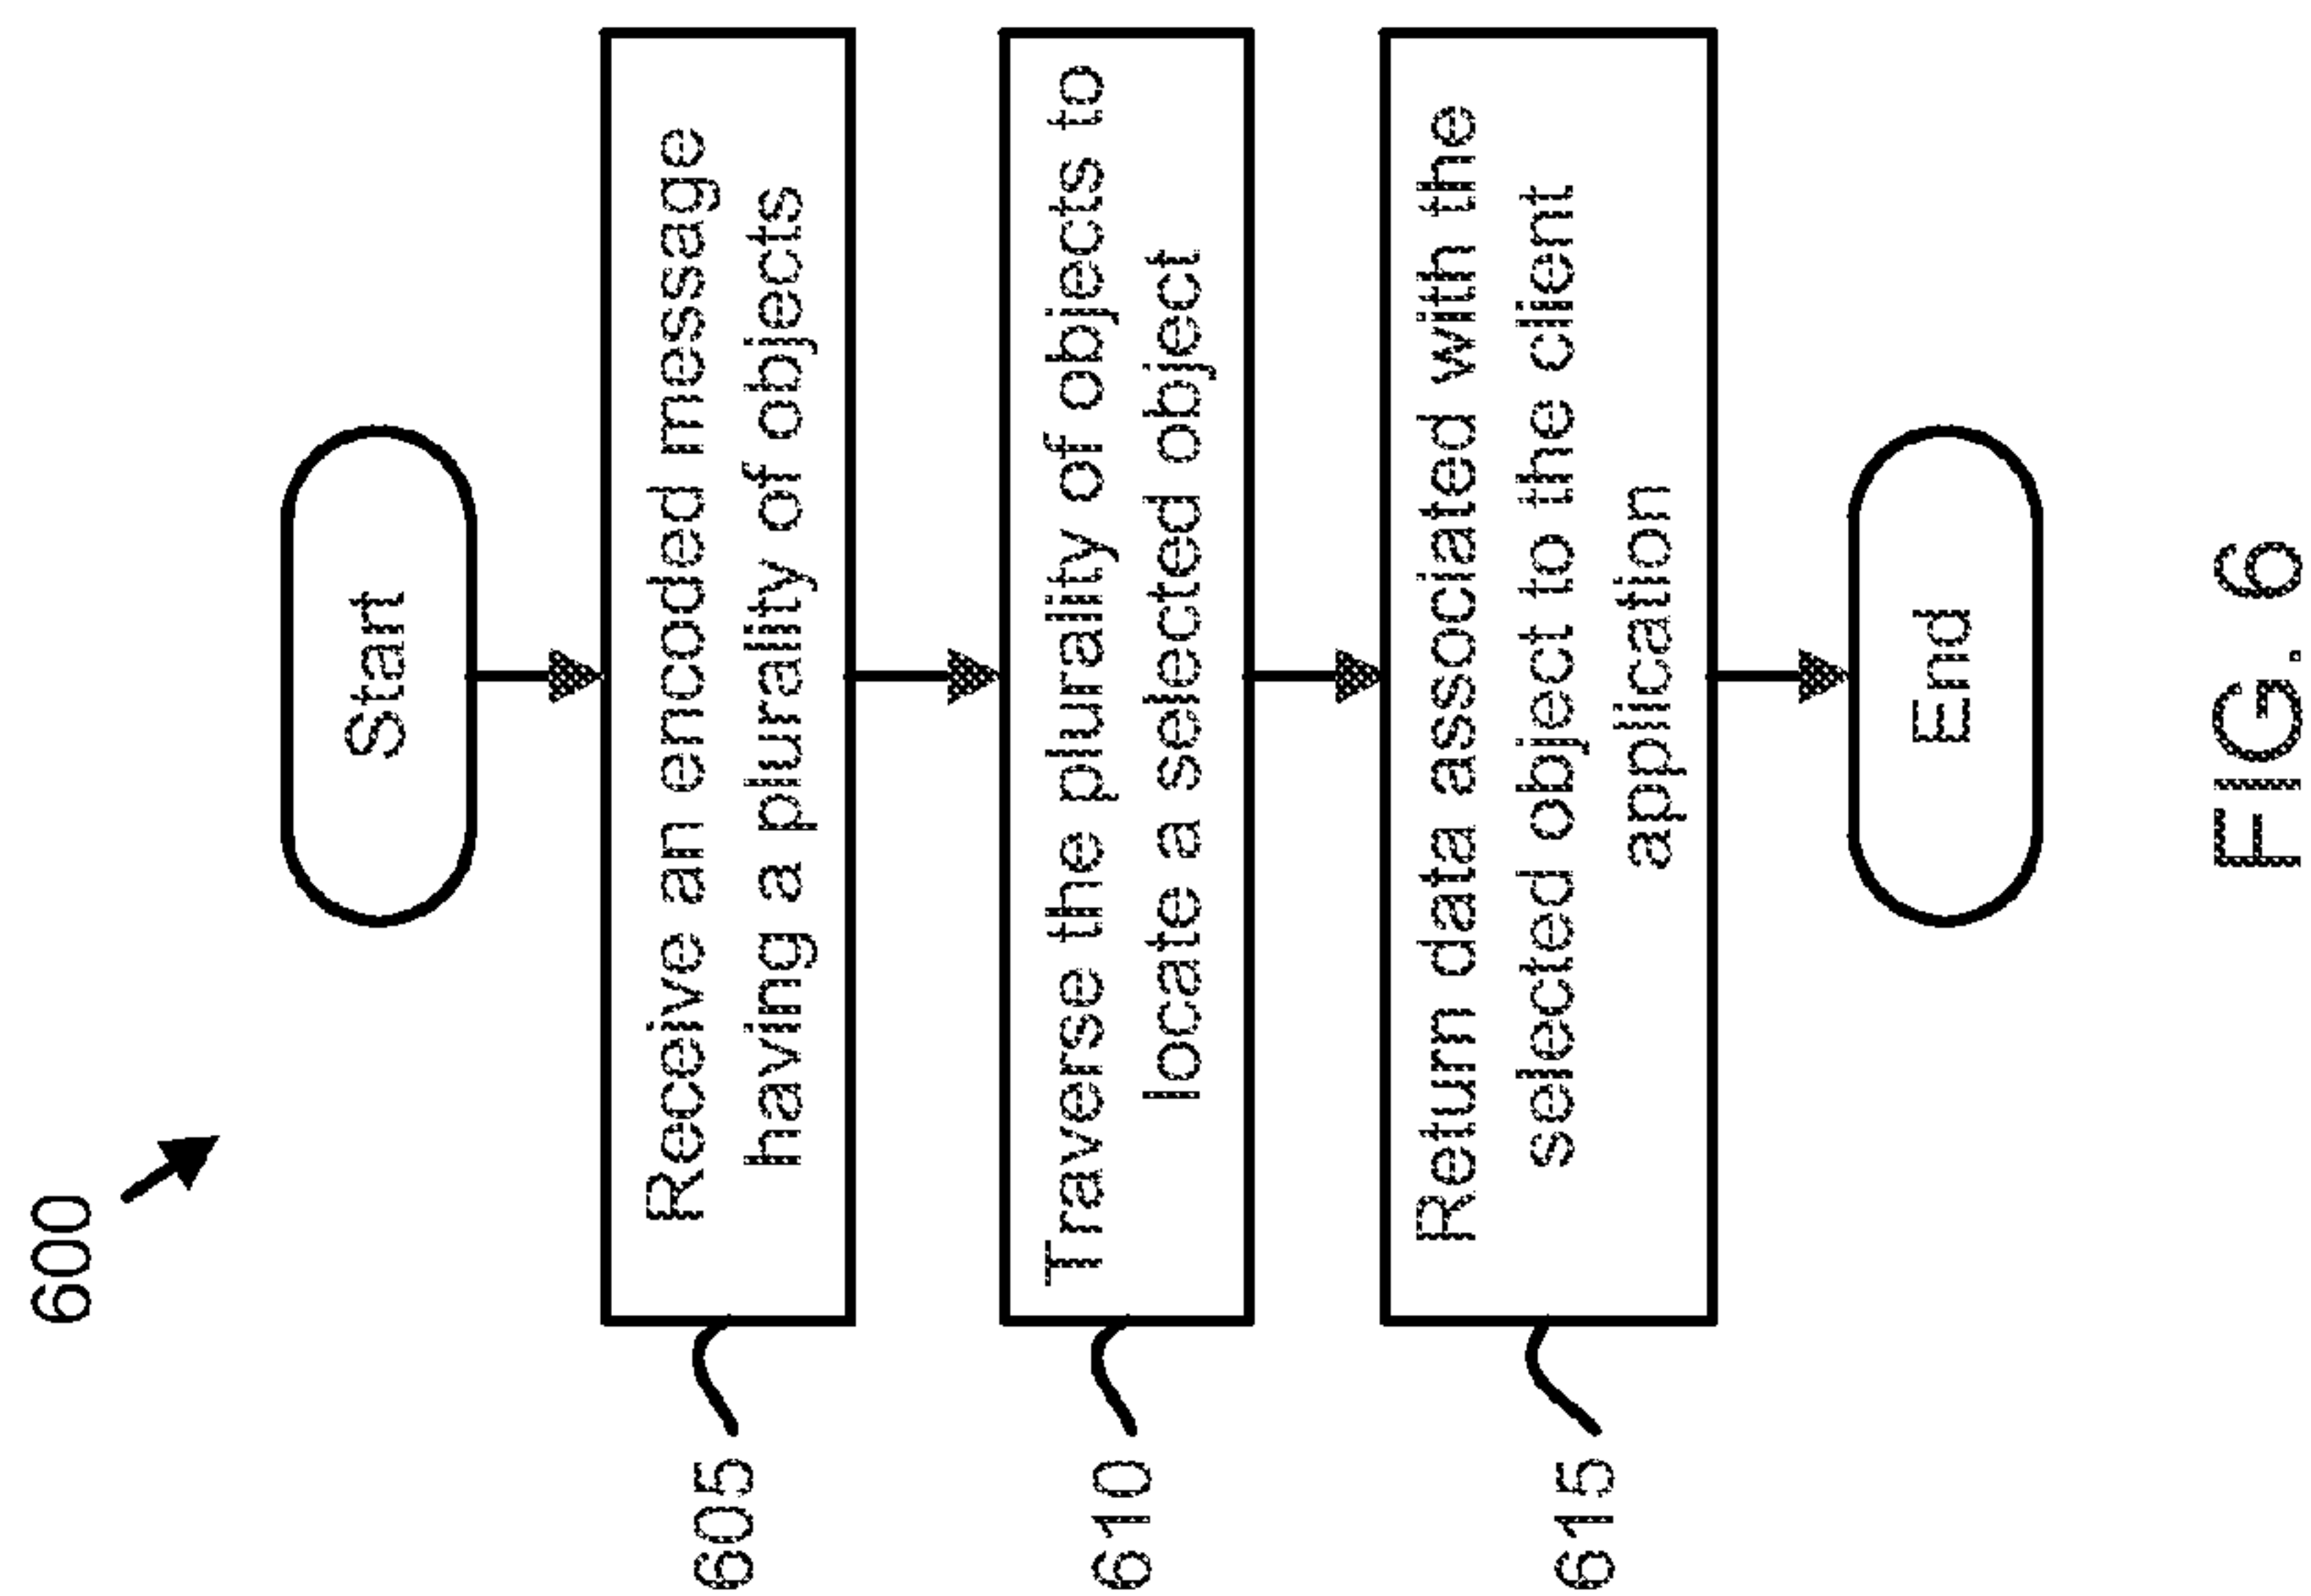 600
Start
605
Receive an encoded message
having a plurality of objects
610
Traverse the plurality of objects to
locate a selected object
615
Return data associated with the
selected object to the client
application
End
FIG. 6